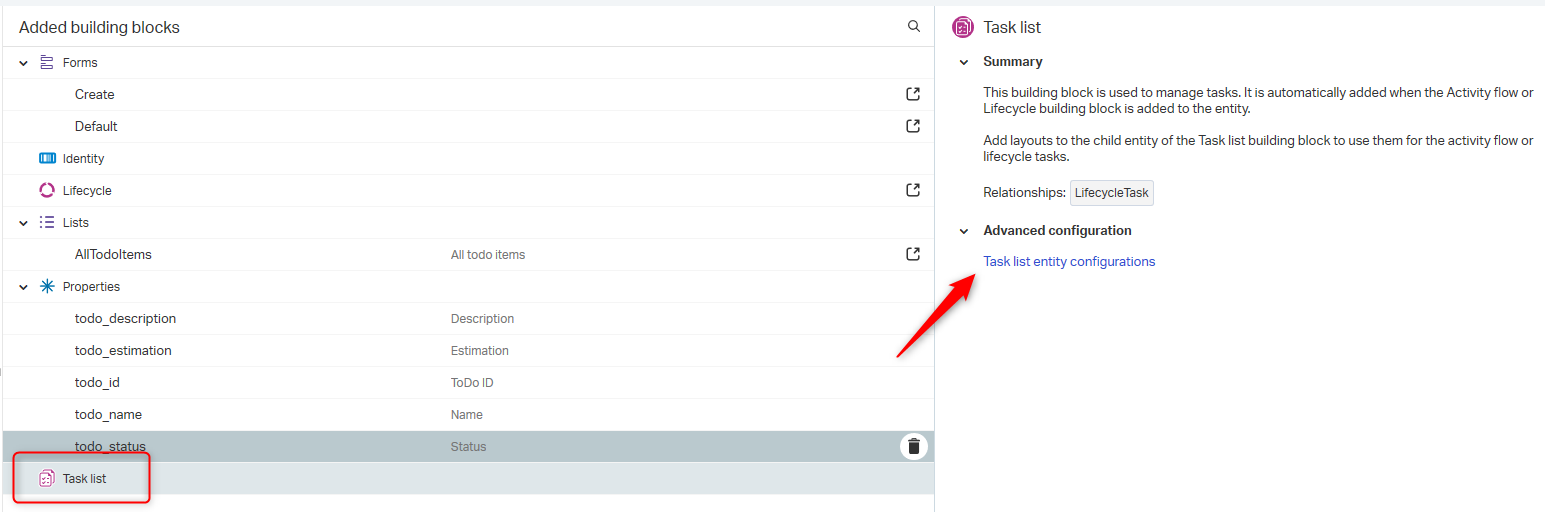 Added building blocks
Forms
Create
Default
Identity
Lifecycle
Lists
AllTodoItems All todo items
Properties
todo_description Description
todo_estimation Estimation
todo_id ToDo ID
todo_name Name
todo_status Status
Task list
Task list
Summary
This building block is used to manage tasks. It is automatically added when the Activity flow or
Lifecycle building block is added to the entity.
Add layouts to the child entity of the Task list building block to use them for the activity flow or
lifecycle tasks.
Relationships: LifecycleTask
Advanced configuration
Task list entity configurations